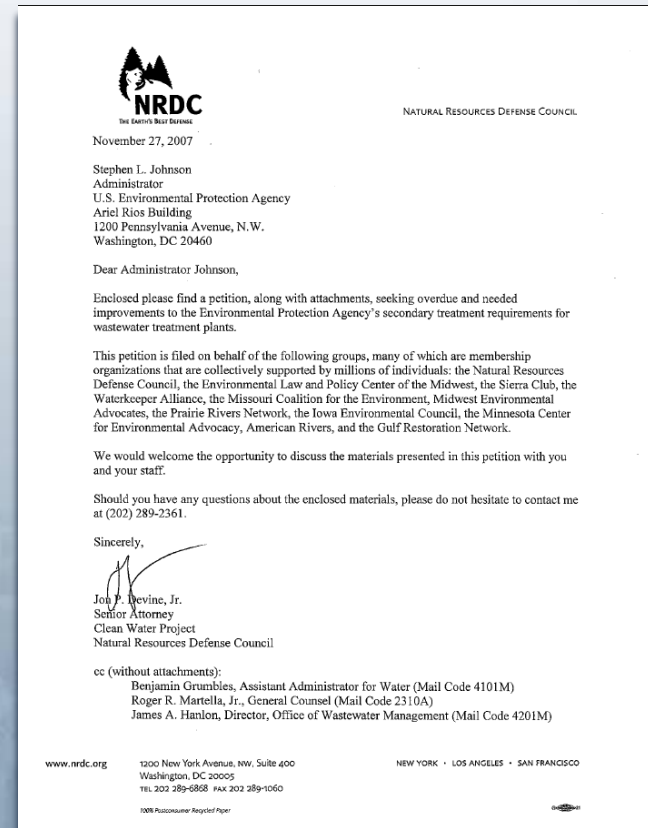 NRDC
THE EARTH'S BEST DEFENSE
NATURAL RESOURCES DEFENSE COUNCIL
November 27, 2007
Stephen L. Johnson
Administrator
U.S. Environmental Protection Agency
Ariel Rios Building
1200 Pennsylvania Avenue, N.W.
Washington, DC 20460
Dear Administrator Johnson,
Enclosed please find a petition, along with attachments, seeking overdue and needed
improvements to the Environmental Protection Agency's secondary treatment requirements for
wastewater treatment plants.
This petition is filed on behalf of the following groups, many of which are membership
organizations that are collectively supported by millions of individuals: the Natural Resources
Defense Council, the Environmental Law and Policy Center of the Midwest, the Sierra Club, the
Waterkeeper Alliance, the Missouri Coalition for the Environment, Midwest Environmental
Advocates, the Prairie Rivers Network, the Iowa Environmental Council, the Minnesota Center
for Environmental Advocacy, American Rivers, and the Gulf Restoration Network.
We would welcome the opportunity to discuss the materials presented in this petition with you
and your staff.
Should you have any questions about the enclosed materials, please do not hesitate to contact me
at (202) 289-2361.
Sincerely,
Jon P. Devine, Jr.
Senior Attorney
Clean Water Project
Natural Resources Defense Council
cc (without attachments):
Benjamin Grumbles, Assistant Administrator for Water (Mail Code 4101M)
Roger R. Martella, Jr., General Counsel (Mail Code 2310A)
James A. Hanlon, Director, Office of Wastewater Management (Mail Code 4201M)
www.nrdc.org
1200 New York Avenue, NW, Suite 400
Washington, DC 20005
TEL 202 289-6868 FAX 202 289-1060
100% Postconsumer Recycled Paper
NEW YORK · LOS ANGELES · SAN FRANCISCO